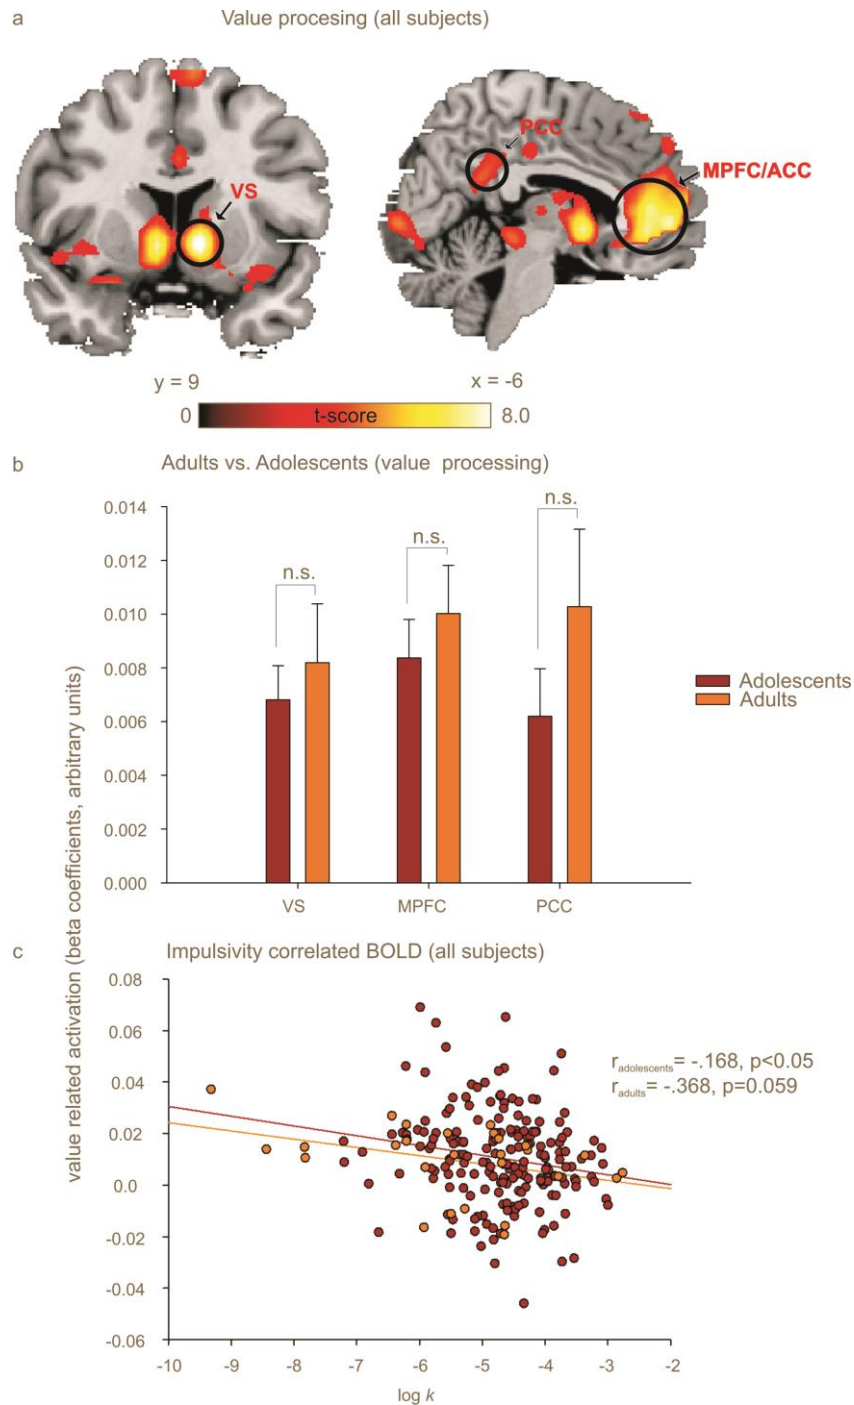 a
Value procesing (all subjects)
PCC
MPFC/ACC
VS
y = 9
x = -6
0
t-score
8.0
b
Adults vs. Adolescents (value processing)
value related activation (beta coefficients, arbitrary units)
0.014
0.012
0.010
0.008
0.006
0.004
0.002
0.000
n.s.
n.s.
n.s.
Adolescents
Adults
VS
MPFC
PCC
c
Impulsivity correlated BOLD (all subjects)
0.08
0.06
0.04
0.02
0.0
-0.02
-0.04
-0.06
r adolescents = -.168, p<0.05
r adults = -.368, p=0.059
-10
-9
-8
-7
-6
-5
-4
-3
-2
log k